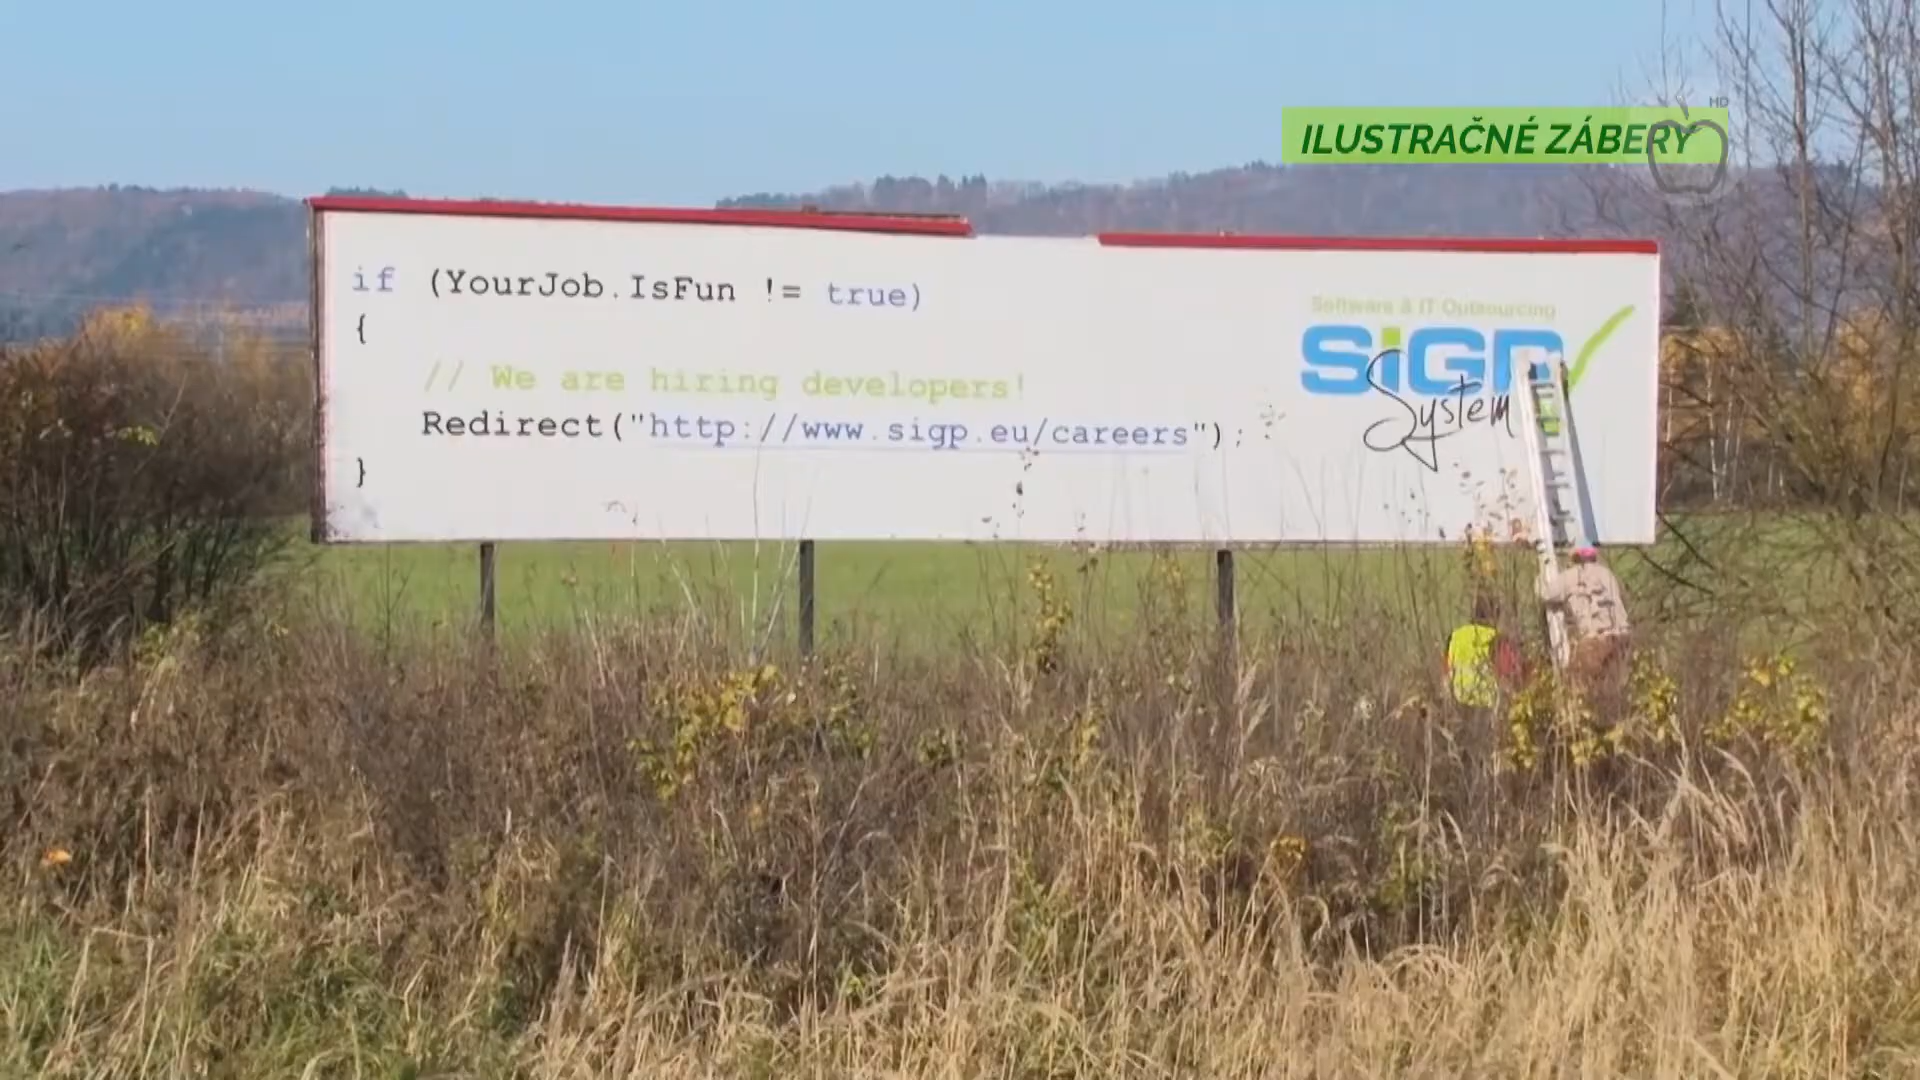 HD
ILUSTRAČNÉ ZÁBERY
if (YourJob.IsFun != true)
{
// We are hiring developers!
Redirect("http://www.sigp.eu/careers");
}
Software & IT Outsourcing
SiGP
System